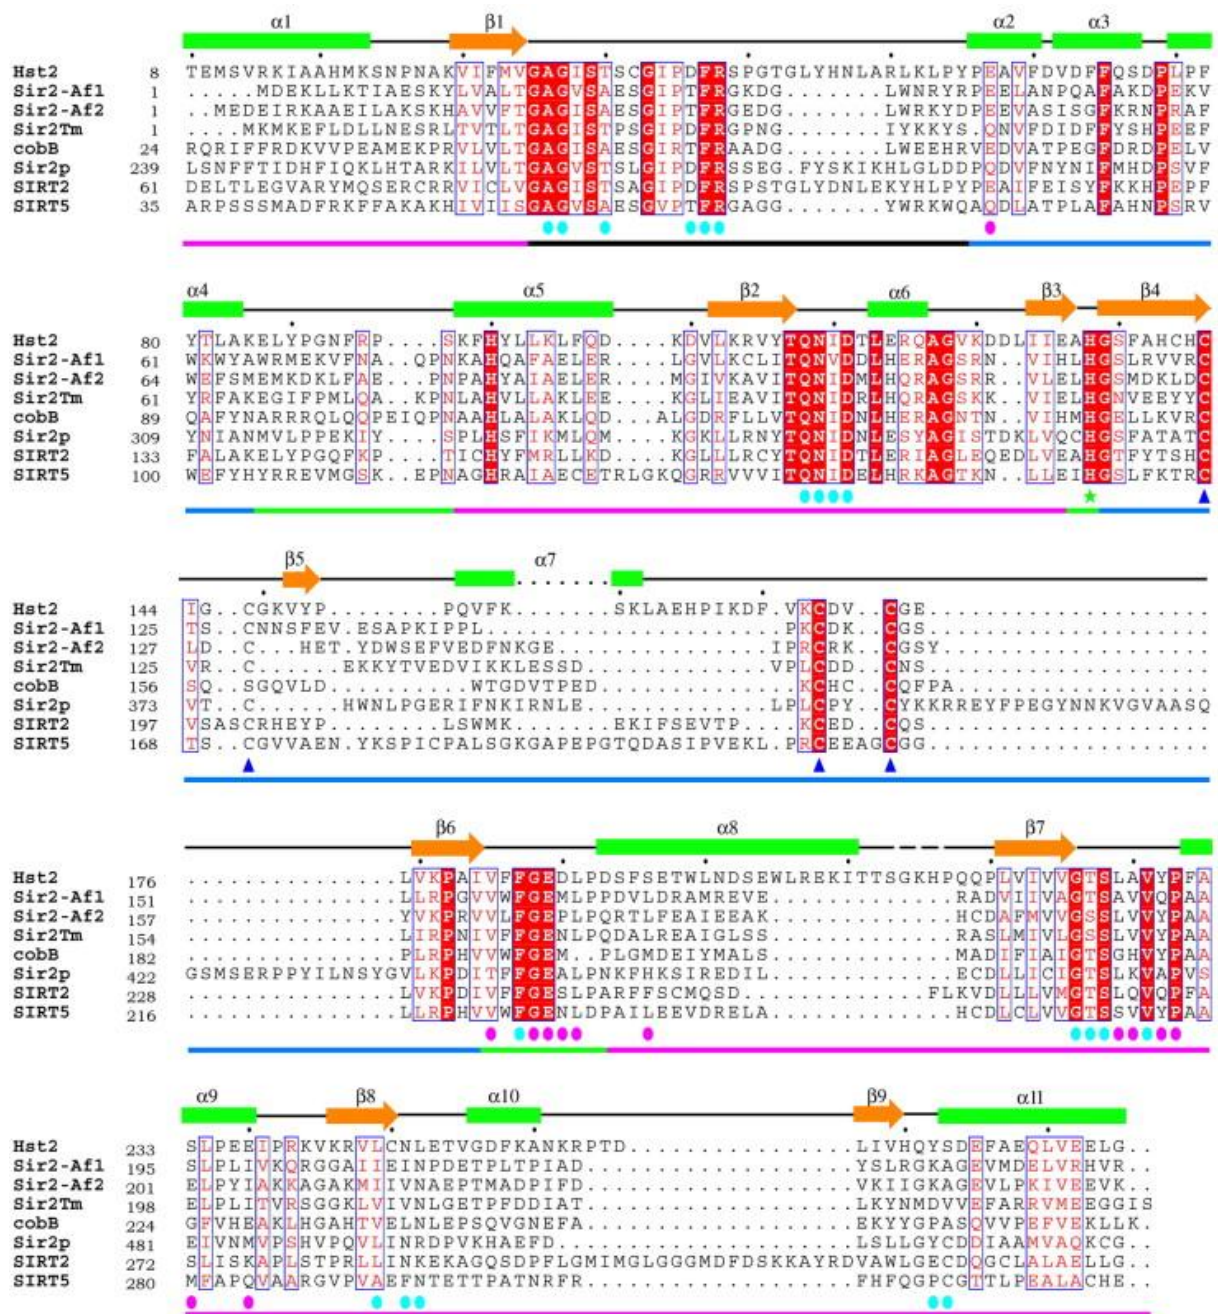 α1 β1 α2 α3
Hst2 8 TEMSVRKIAAHMKSNPNAKVIFMVGAGISTSCGIPDFRSPGTGLYHNLARLKLPYPEAVFDVDFFQSDPLPF
Sir2-Af1 1 .....MDEKLLKTIAESKYLVALTGAGVSAESGIPTFRGKDG.......LWNRYRPEELANPQAFAKDPEKV
Sir2-Af2 1 ..MEDEIRKAAEILAKSKHAVVFTGAGISAESGIPTFRGEDG.......LWRKYDPEEVASISGFKRNPRAF
Sir2Tm 1 ....MKMKEFLDLLNESRLTVTLTGAGISTPSGIPDFRGPNG.......IYKKYS.QNVFDIDFFYSHPEEF
cobB 24 RQRIFFRDKVVPEAMEKPRVLVLTGAGISAESGIRTFRAADG.......LWEEHRVEDVATPEGFDRDPELV
Sir2p 239 LSNFFTIDHFIQKLHTARKILVLTGAGVSTSLGIPDFRSSEG.FYSKIKHLGLDDPQDVFNYNIFMHDPSVF
SIRT2 61 DELTLEGVARYMQSERCRRVICLVGAGISTSAGIPDFRSPSTGLYDNLEKYHLPYPEAIFEISYFKKHPEPF
SIRT5 35 ARPSSSMADFRKFFAKAKHIVIISGAGVSAESGVPTFRGAGG.......YWRKWQAQDLATPLAFAHNPSRV
α4 α5 β2 α6 β3 β4
Hst2 80 YTLAKELYPGNFRP....SKFHYLLKLFQD....KDVLKRVYTQNIDTLERQAGVKDDLIIEAHGSFAHCHC
Sir2-Af1 61 WKWYAWRMEKVFNA..QPNKAHQAFAELER....LGVLKCLITQNVDDLHERAGSRN..VIHLHGSLRVVRC
Sir2-Af2 64 WEFSMEMKDKLFAE...PNPAHYAIAELER....MGIVKAVITQNIDMLHQRAGSRR..VLELHGSMDKLDC
Sir2Tm 61 YRFAKEGIFPMLQA..KPNLAHVLLAKLEE....KGLIEAVITQNIDRLHQRAGSKK..VIELHGNVEEYYC
cobB 89 QAFYNARRRQLQQPEIQPNAAHLALAKLQD...ALGDRFLLVTQNIDNLHERAGNTN..VIHMHGELLKVRC
Sir2p 309 YNIANMVLPPEKIY....SPLHSFIKMLQM....KGKLLRNYTQNIDNLESYAGISTDKLVQCHGSFATATC
SIRT2 133 FALAKELYPGQFKP....TICHYFMRLLKD....KGLLLRCYTQNIDTLERIAGLEQEDLVEAHGTFYTSHC
SIRT5 100 WEFYHYRREVMGSK..EPNAGHRAIAECETRLGKQGRRVVVITQNIDELHRKAGTKN..LLEIHGSLFKTRC
β5 α7
Hst2 144 IG..CGKVYP.........PQVFK.......SKLAEHPIKDF.VKCDV..CGE...................
Sir2-Af1 125 TS..CNNSFEV.ESAPKIPPL.....................PKCDK..CGS...................
Sir2-Af2 127 LD..C...HET.YDWSEFVEDFNKGE.................IPRCRK..CGSY..................
Sir2Tm 125 VR..C......EKKYTVEDVIKKLESSD...............VPLCDD..CNS...................
cobB 156 SQ..SGQVLD..........WTGDVTPED..............KCHC..CQFPA.................
Sir2p 373 VT..C......HWNLPGERIFNKIRNLE...............LPLCPY..CYKKRREYFPEGYNNKVGVAASQ
SIRT2 197 VSASCRHEYP.........LSWMK.......EKIFSEVTP....KCED..CQS...................
SIRT5 168 TS..CGVVAEN.YKSPICPALSGKGAPEPGTQDASIPVEKL.PRCEEAGCGG...................
β6 α8 β7
Hst2 176 ................LVKPAIVFFGEDLPDSFSETWLNDSEWLREKITTSGKHPQQPLVIVVGTSLAVYPFA
Sir2-Af1 151 ................LLRPGVVWFGEMLPPDVLDRAMREVE...........RADVIIVAGTSAVVQPAA
Sir2-Af2 157 ................YVKPRVVLFGEPLPQRTLFEAIEEAK...........HCDAFMVVGSSLVVYPAA
Sir2Tm 154 ................LIRPNIVFFGENLPQDALREAIGLSS...........RASLMIVLGSSLVVYPAA
cobB 182 ................PLRPHVVWFGEM.PLGMDEIYMALS............MADIFIAIGTSGHVYPAA
Sir2p 422 GSMSERPPYILNSYGVLKPDITFFGEALPNKFHKSIREDIL............ECDLLICIGTSLKVAPVS
SIRT2 228 ................LVKPDIVFFGESLPARFFSCMQSD............FLKVDLLLVMGTSLQVQPFA
SIRT5 216 ................LLRPHVVWFGENLDPAILEEVDRELA...........HCDLCLVVGTSSVVYPAA
α9 β8 α10 β9 α11
Hst2 233 SLPEEIPRKVKRVLCNLETVGDFKANKRPTD................LIVHQYSDEFAEQLVEELG..
Sir2-Af1 195 SLPLIVKQRGGAIIEINPDETPLTPIAD...................YSLRGKAGEVMDELVRHVR..
Sir2-Af2 201 ELPYIAKKAGAKMIIVNAEPTMADPIFD...................VKIIGKAGEVLPKIVEEVK..
Sir2Tm 198 ELPLITVRSGGKLVIVNLGETPFDDIAT...................LKYNMDVVEFARRVMEEGGIS
cobB 224 GFVHEAKLHGAHTVELNLEPSQVGNEFA...................EKYYGPASQVVPEFVEKLLK.
Sir2p 481 EIVNMVPSHVPQVLINRDPVKHAEFD.....................LSLLGYCDDIAAMVAQKCG..
SIRT2 272 SLISKAPLSTPRLLINKEKAGQSDPFLGMIMGLGGGMDFDSKKAYRDVAWLGECDQGCLALAELLG..
SIRT5 280 MFAPQVAARGVPVAEFNTETTPATNRFR...................FHFQGPCGTTLPEALACHE..